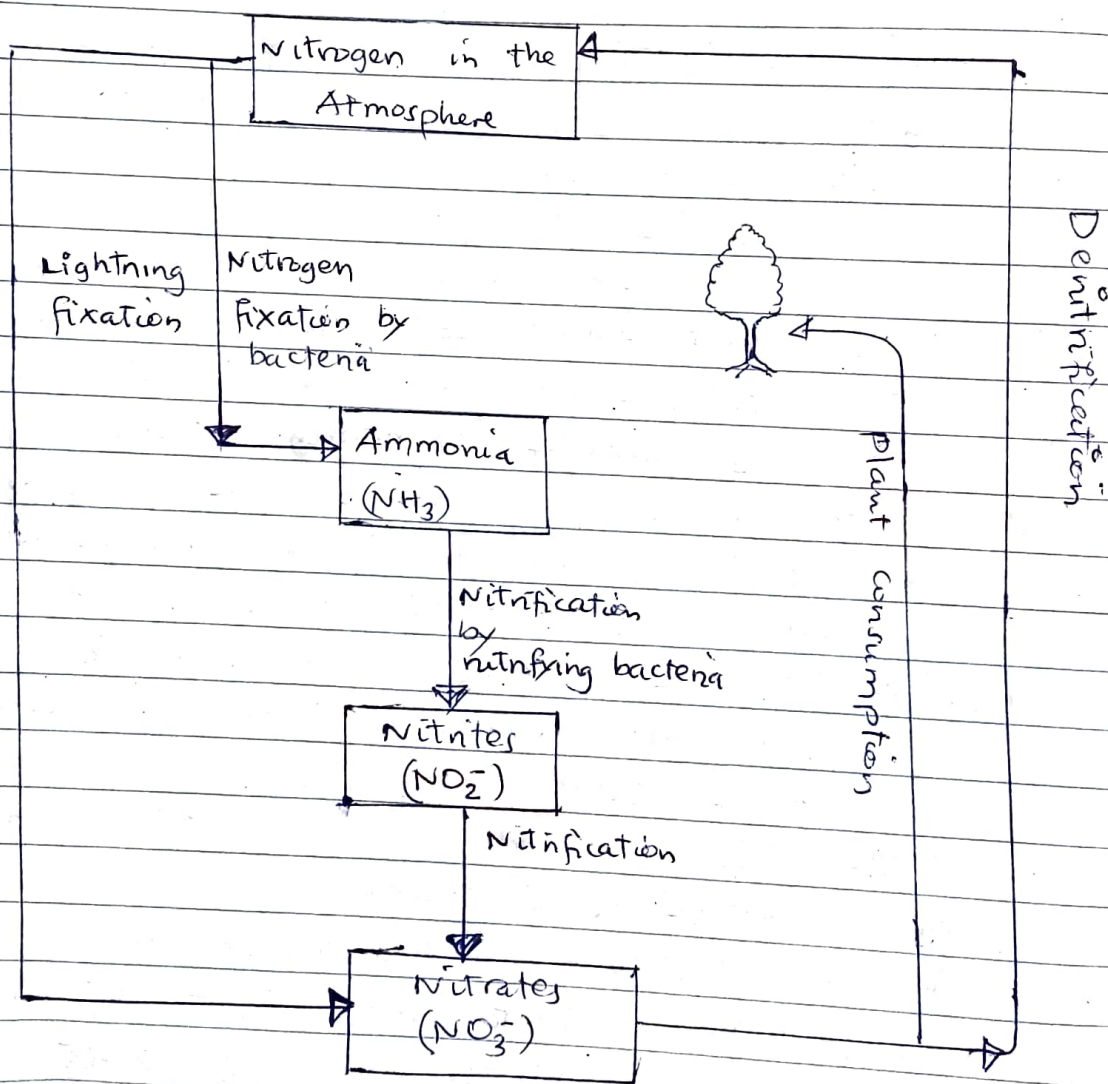 Nitrogen in the
Atmosphere
Lightning
fixation
Nitrogen
fixation by
bacteria
Denitrification
Ammonia
(NH₃)
Plant consumption
Nitrification
by
nitrifying bacteria
Nitrites
(NO₂⁻)
Nitrification
Nitrates
(NO₃⁻)